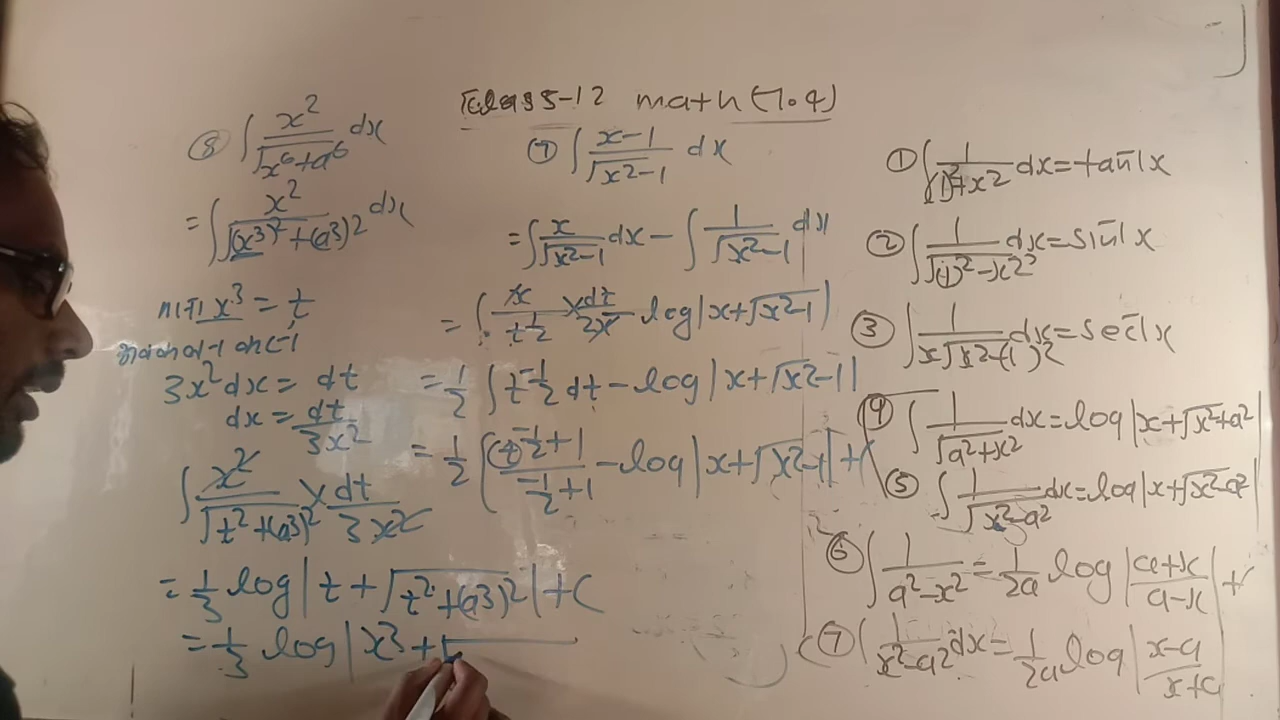 Class-12 math (7.4)
⑧ ∫ x²/√x⁶+a⁶ dx
= ∫ x²/√(x³)²+(a³)² dx
x³ = t
3x²dx = dt
dx = dt/3x²
∫ x²/√t²+(a³)² × dt/3x²
= 1/3 log|t + √t²+(a³)²| + C
= 1/3 log|x³ +
⑦ ∫ x-1/√x²-1 dx
= ∫ x/√x²-1 dx - ∫ 1/√x²-1 dx
= ∫ x/t^1/2 × dt/2x log|x+√x²-1|
= 1/2 ∫ t^-1/2 dt - log|x+√x²-1|
= 1/2 [(t)^-1/2+1/-1/2+1 - log|x+√x²-1| + C
① ∫ 1/1²+x² dx = tan⁻¹x
② ∫ 1/√(1)²-x² dx = sin⁻¹x
③ ∫ 1/x√x²-(1)² dx = sec⁻¹x
④ ∫ 1/√a²+x² dx = log|x+√x²+a²
⑤ ∫ 1/√x²-a² dx = log|x+√x²-a²|
⑥ ∫ 1/a²-x² = 1/2a log|a+x/a-x| +
⑦ ∫ 1/x²-a² dx = 1/2a log|x-a/x+a